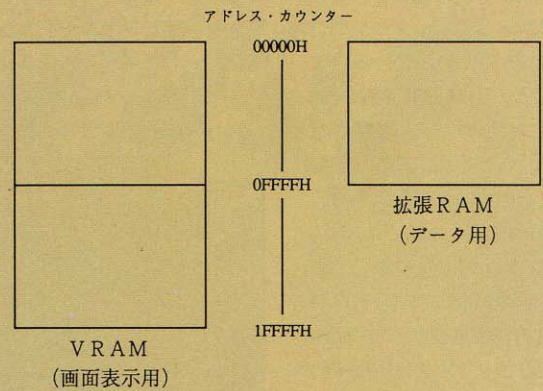 アドレス・カウンター
00000H
0FFFFH
拡張RAM
(データ用)
1FFFFH
VRAM
(画面表示用)